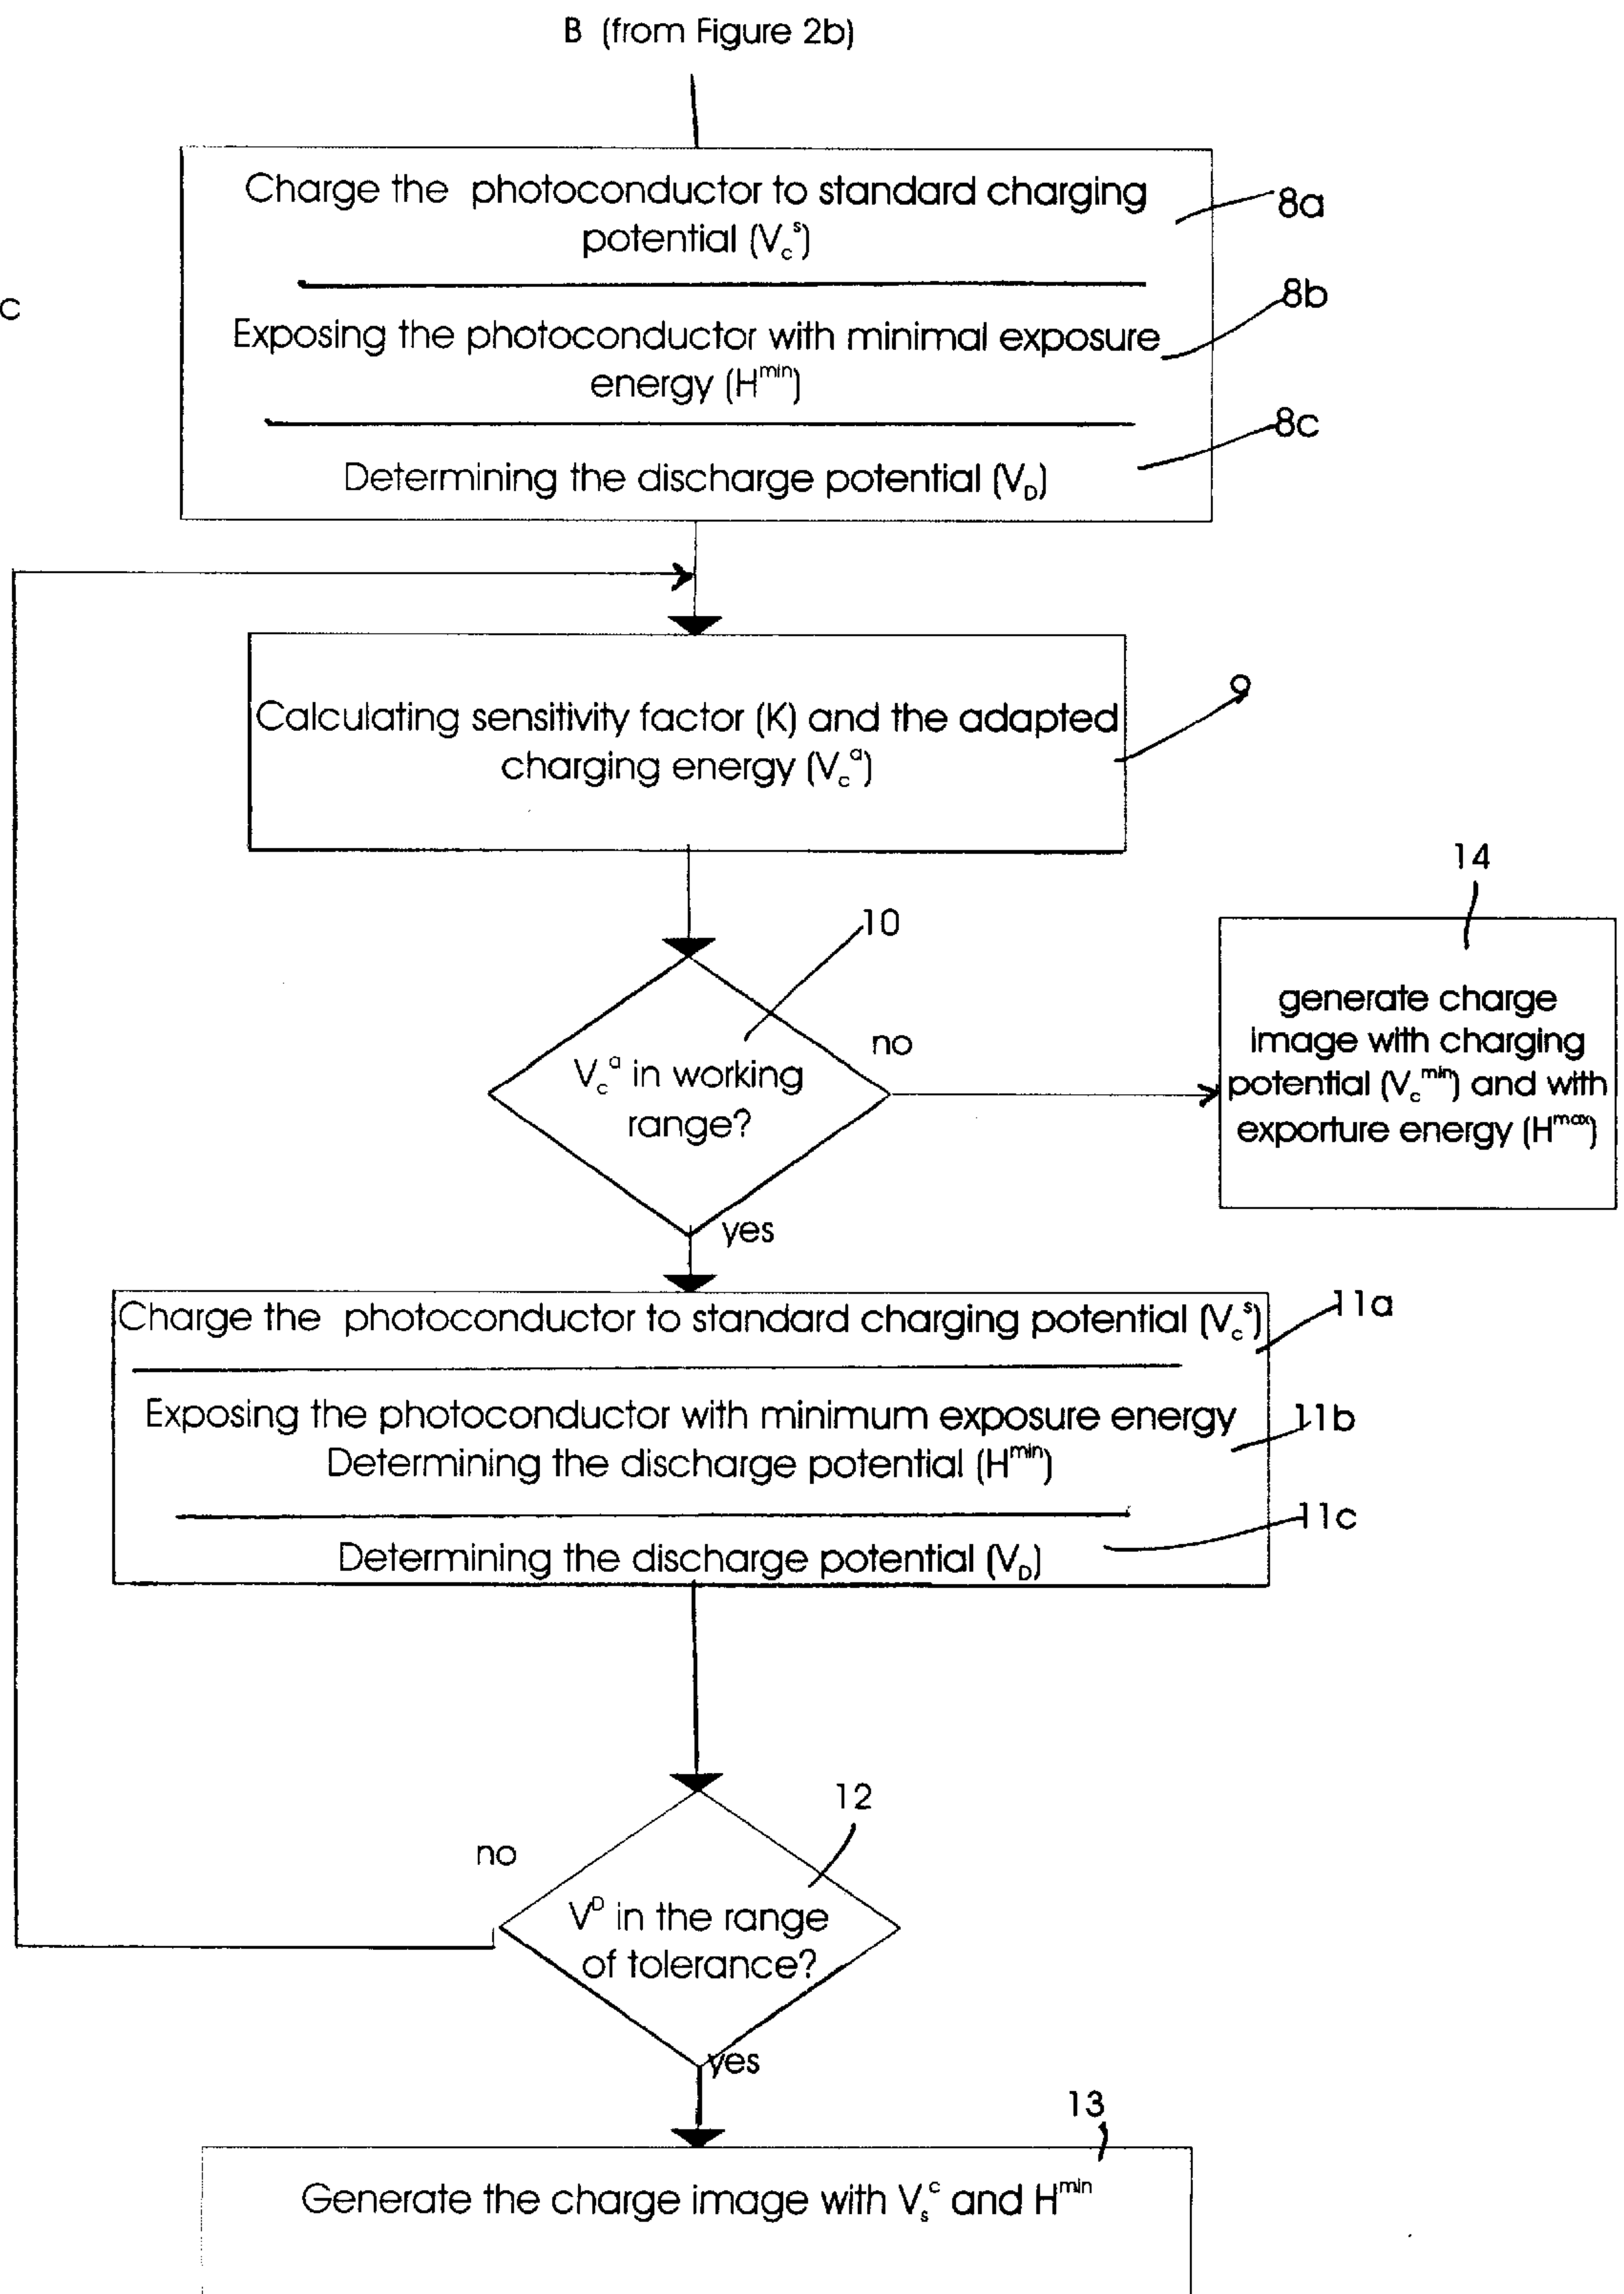 B (from Figure 2b)
Charge the photoconductor to standard charging
potential (V_c^s)
8a
c
Exposing the photoconductor with minimal exposure
energy (H^min)
8b
Determining the discharge potential (V_D)
8c
Calculating sensitivity factor (K) and the adapted
charging energy (V_c^a)
9
10
V_c^a in working
range?
no
14
generate charge
image with charging
potential (V_c^min) and with
exporture energy (H^max)
yes
Charge the photoconductor to standard charging potential (V_c^s)
11a
Exposing the photoconductor with minimum exposure energy
Determining the discharge potential (H^min)
11b
Determining the discharge potential (V_D)
11c
12
no
V^D in the range
of tolerance?
yes
13
Generate the charge image with V_s^c and H^min